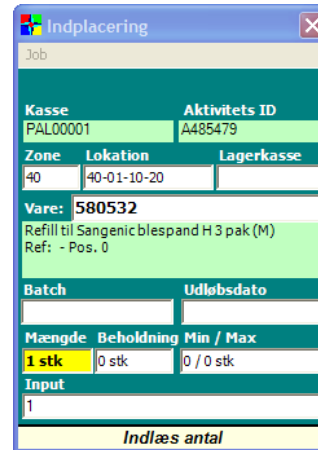 Indplacering
Job
Kasse Aktivitets ID
PAL00001 A485479
Zone Lokation Lagerkasse
40 40-01-10-20
Vare: 580532
Refill til Sangenic blespand H 3 pak (M)
Ref: - Pos. 0
Batch Udløbsdato
Mængde Beholdning Min / Max
1 stk 0 stk 0 / 0 stk
Input
1
Indlæs antal